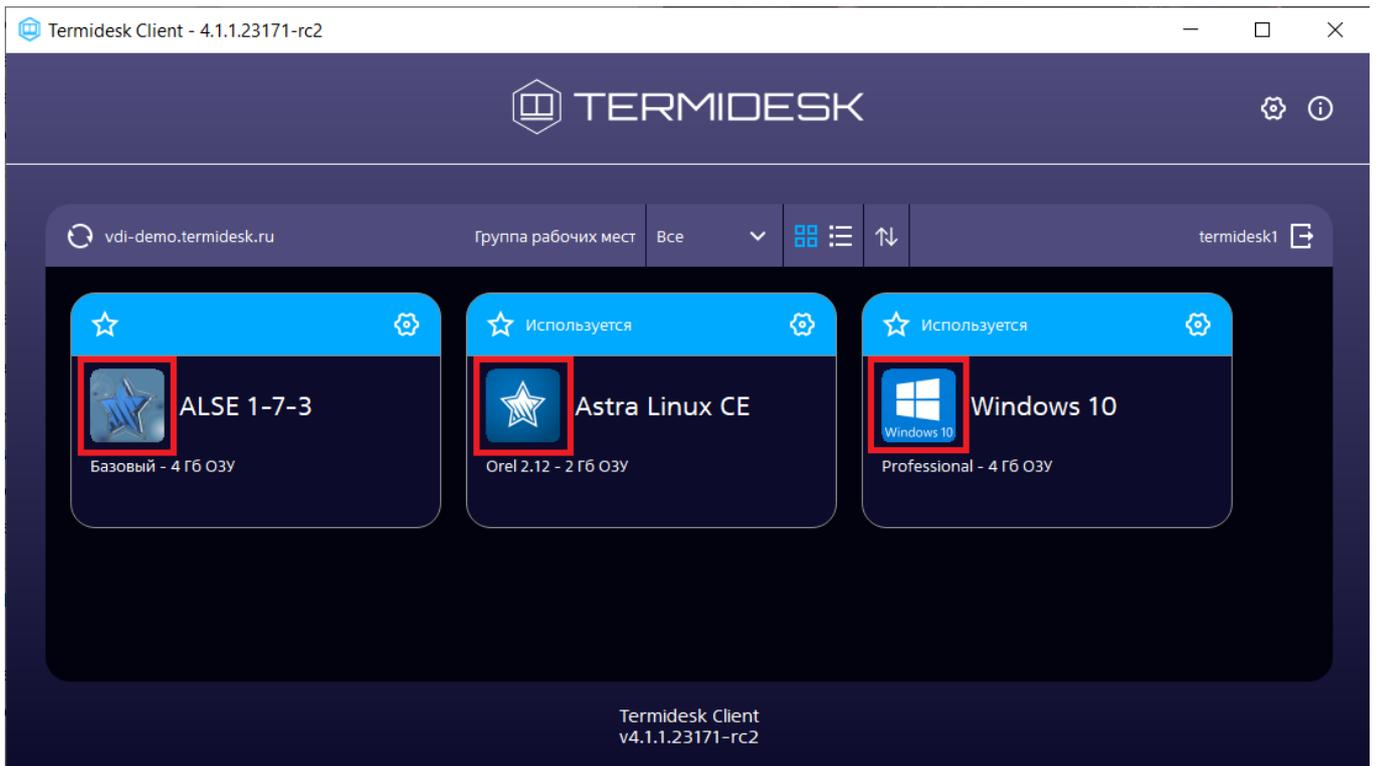 Termidesk Client - 4.1.1.23171-rc2
TERMIDESK
vdi-demo.termidesk.ru Группа рабочих мест Все termidesk1
Используется Используется
ALSE 1-7-3 Astra Linux CE Windows 10 Windows 10
Базовый - 4 Гб ОЗУ Orel 2.12 - 2 Гб ОЗУ Professional - 4 Гб ОЗУ
Termidesk Client
v4.1.1.23171-rc2